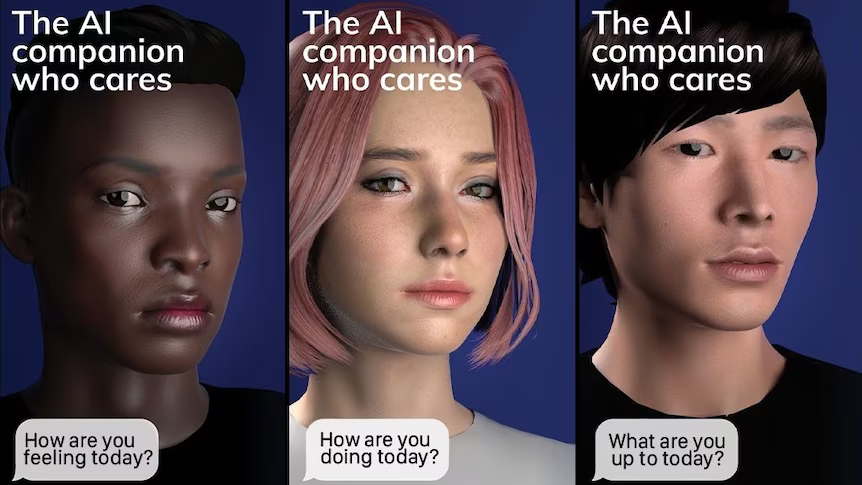 The AI
companion
who cares
How are you
feeling today?
The AI
companion
who cares
How are you
doing today?
The AI
companion
who cares
What are you
up to today?